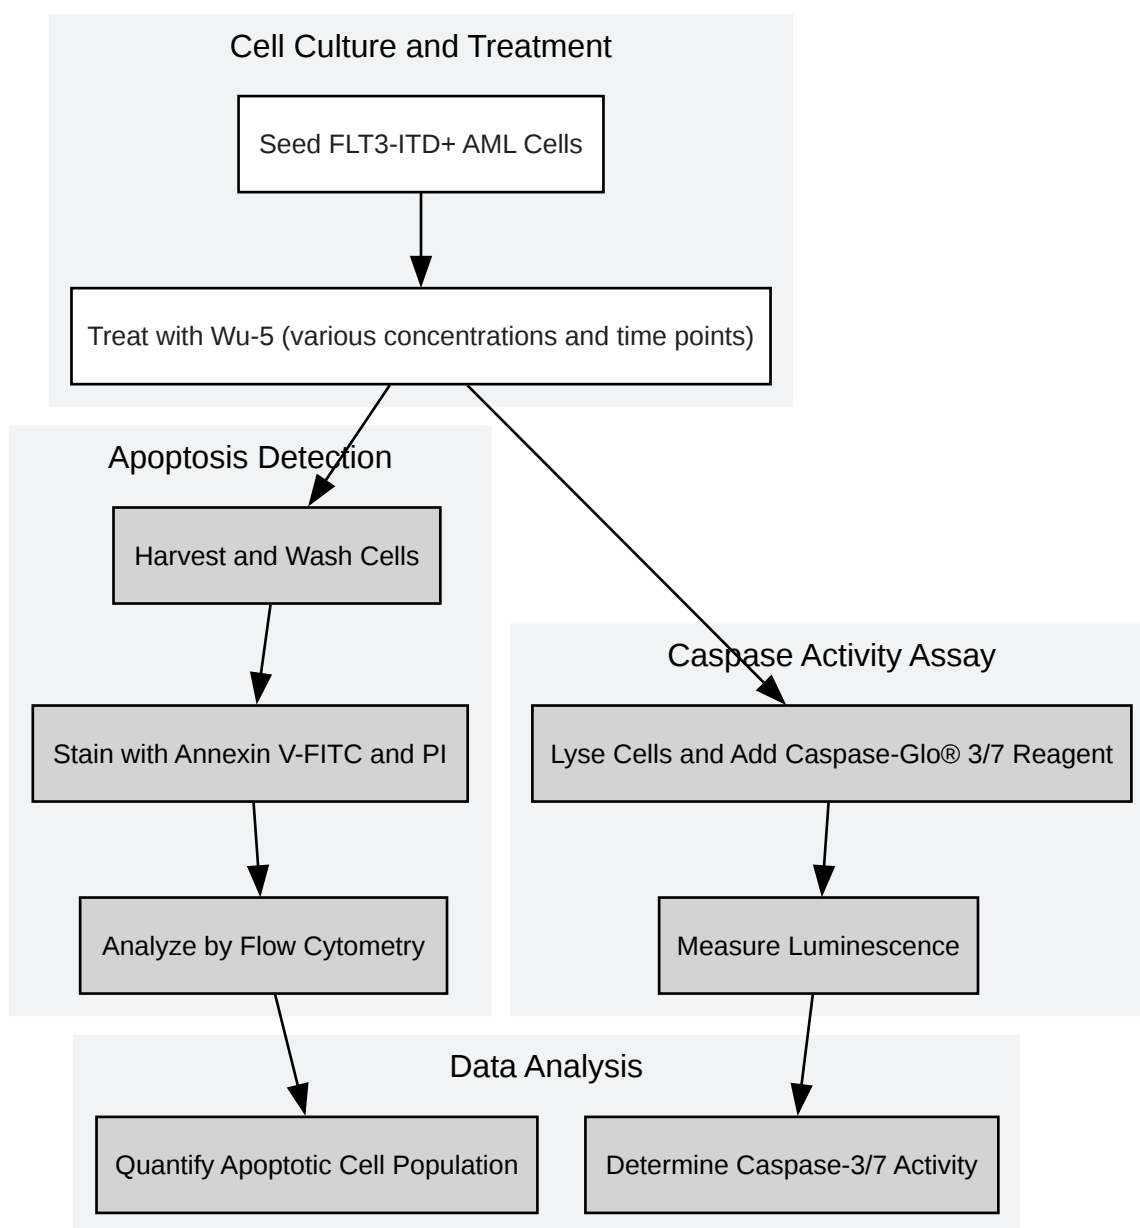 Cell Culture and Treatment
Seed FLT3-ITD+ AML Cells
Treat with Wu-5 (various concentrations and time points)
Apoptosis Detection
Harvest and Wash Cells
Stain with Annexin V-FITC and PI
Analyze by Flow Cytometry
Caspase Activity Assay
Lyse Cells and Add Caspase-Glo® 3/7 Reagent
Measure Luminescence
Data Analysis
Quantify Apoptotic Cell Population
Determine Caspase-3/7 Activity